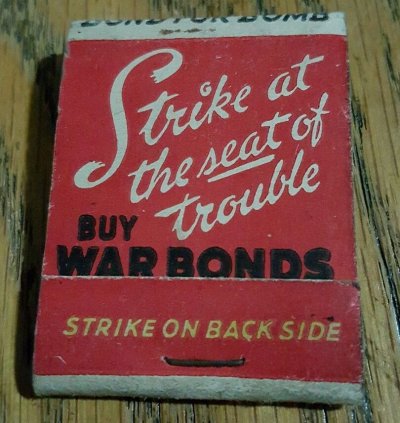 BOND FOR BOMB
Strike at
the seat of
trouble
BUY
WAR BONDS
STRIKE ON BACK SIDE